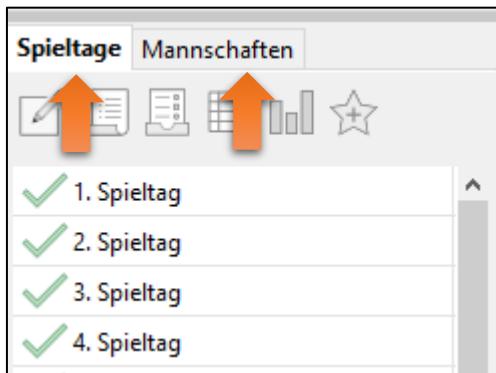 Spieltage Mannschaften
1. Spieltag
2. Spieltag
3. Spieltag
4. Spieltag